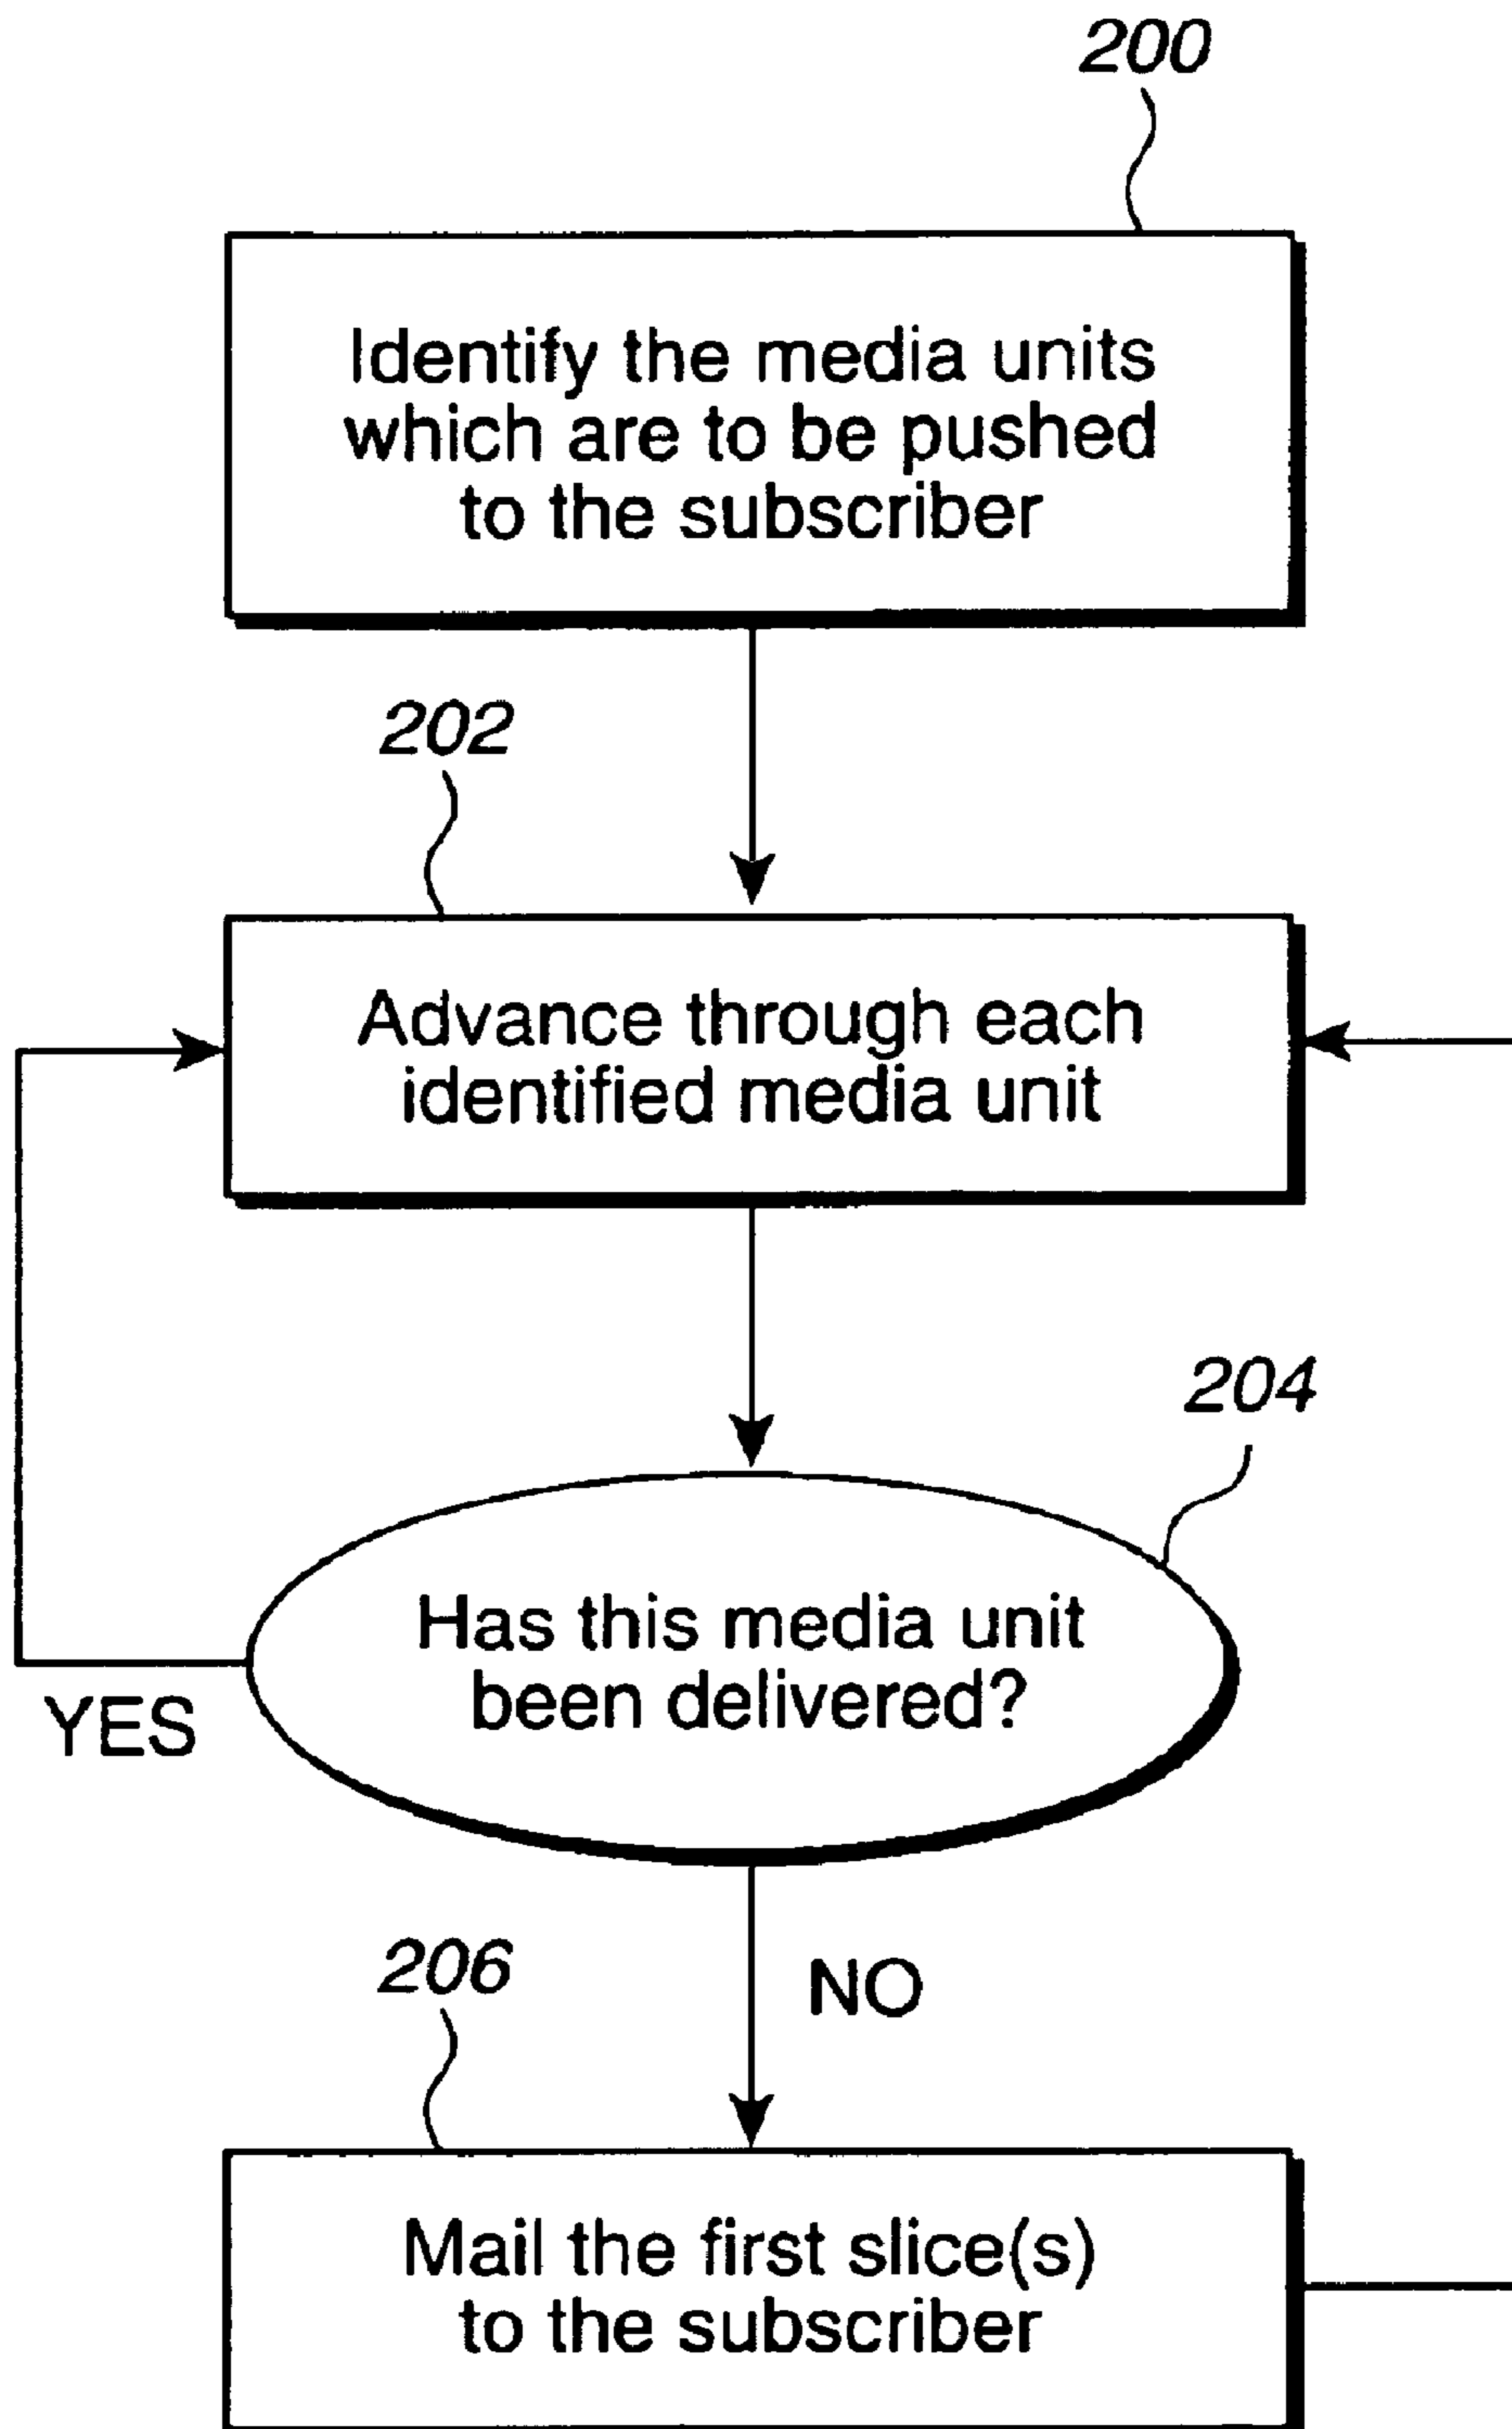 200
Identify the media units
which are to be pushed
to the subscriber
202
Advance through each
identified media unit
204
Has this media unit
been delivered?
YES
NO
206
Mail the first slice(s)
to the subscriber